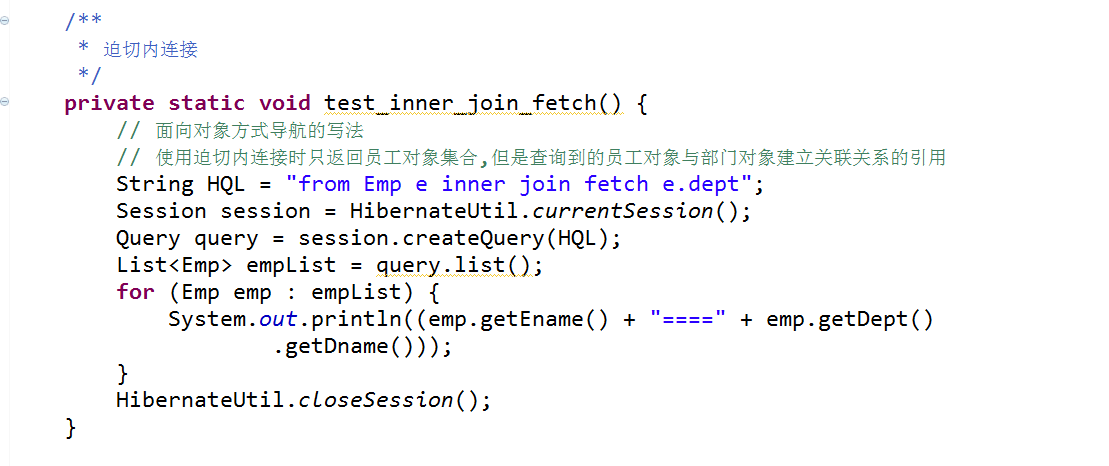 /**
 * 迫切内连接
 */
private static void test_inner_join_fetch() {
    // 面向对象方式导航的写法
    // 使用迫切内连接时只返回员工对象集合,但是查询到的员工对象与部门对象建立关联关系的引用
    String HQL = "from Emp e inner join fetch e.dept";
    Session session = HibernateUtil.currentSession();
    Query query = session.createQuery(HQL);
    List<Emp> empList = query.list();
    for (Emp emp : empList) {
        System.out.println((emp.getEname() + "====" + emp.getDept()
                .getDname()));
    }
    HibernateUtil.closeSession();
}